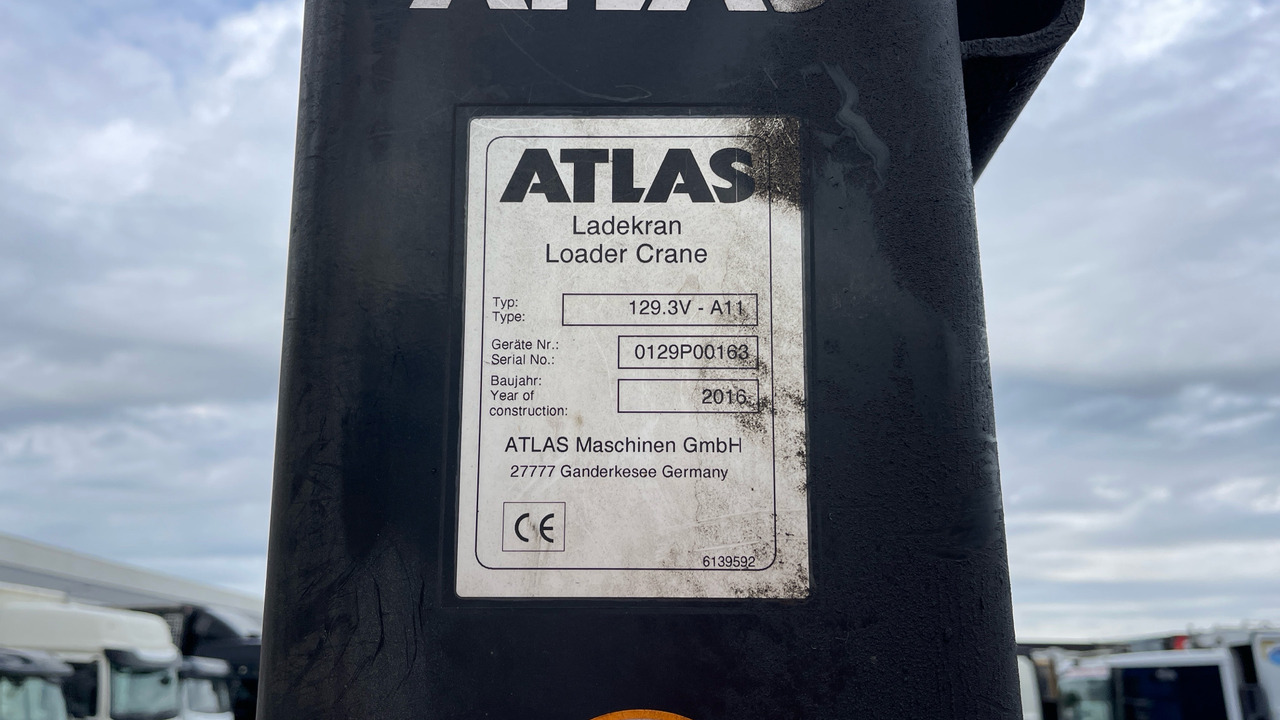 ATLAS
ATLAS
Ladekran
Loader Crane
Typ:
Type:
129.3V - A11
Geräte Nr.:
Serial No.:
0129P00163
Baujahr:
Year of
construction:
2016
ATLAS Maschinen GmbH
27777 Ganderkesee Germany
CE
6139592